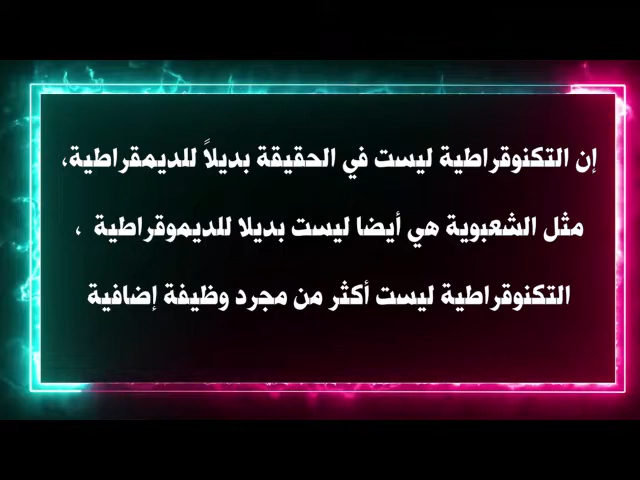 إن التكنوقراطية ليست في الحقيقة بديلاً للديمقراطية،
مثل الشعبوية هي أيضا ليست بديلا للديموقراطية ،
التكنوقراطية ليست أكثر من مجرد وظيفة إضافية